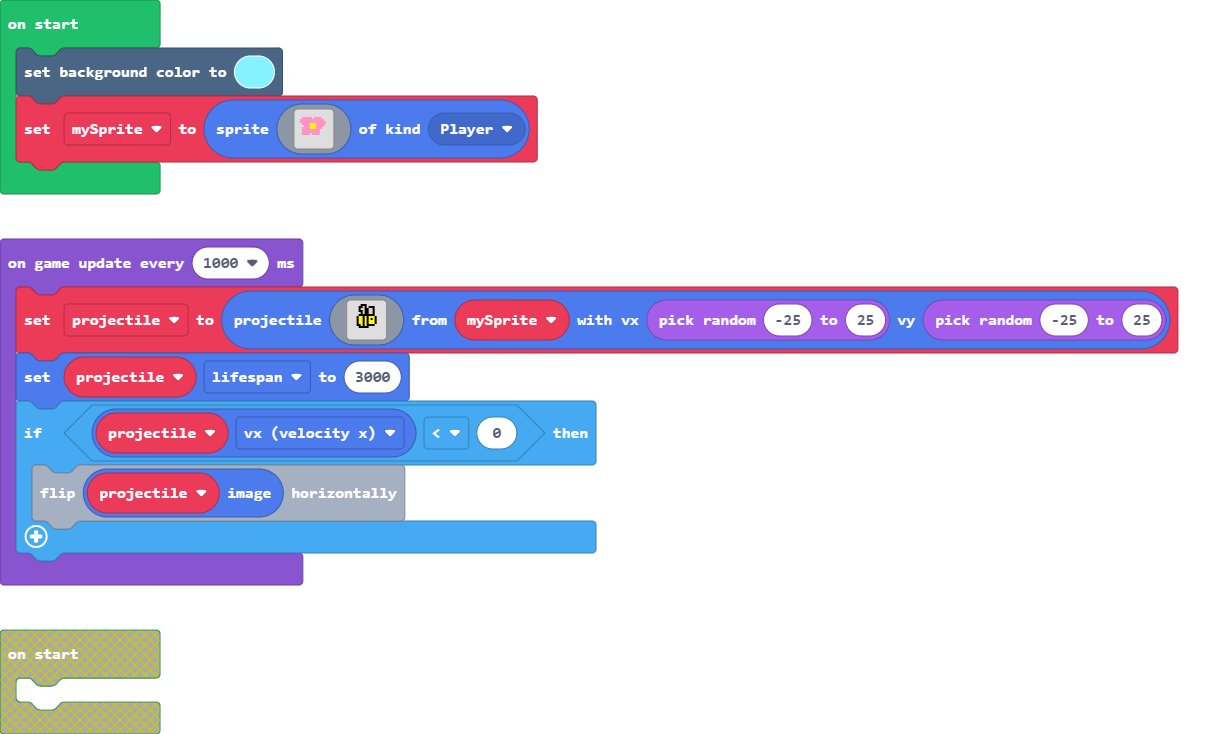 on start
set background color to
set mySprite to sprite of kind Player
on game update every 1000 ms
set projectile to projectile from mySprite with vx pick random -25 to 25 vy pick random -25 to 25
set projectile lifespan to 3000
if projectile vx (velocity x) < 0 then
flip projectile image horizontally
on start